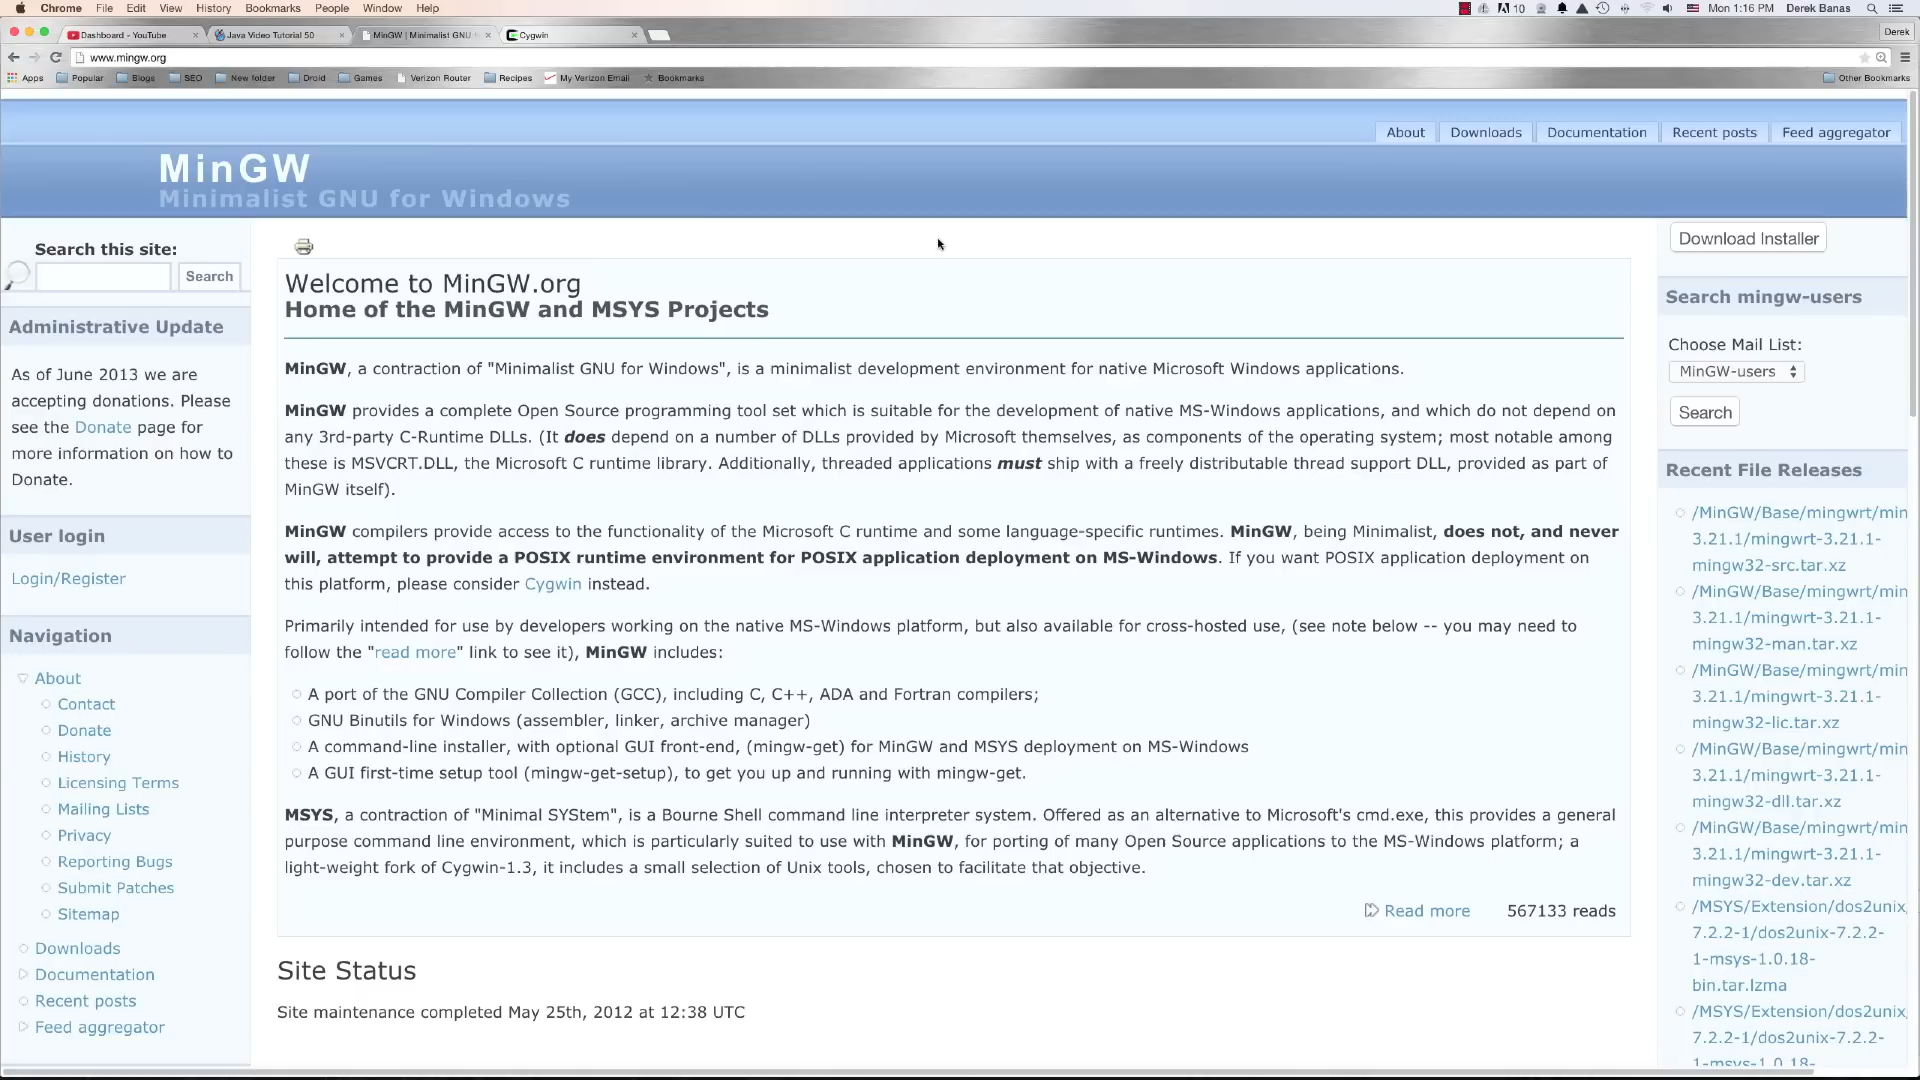 Chrome File Edit View History Bookmarks People Window Help
10 Mon 1:16 PM Derek Banas
Dashboard - YouTube
Java Video Tutorial 50
MinGW | Minimalist GNU
Cygwin
Derek
www.mingw.org
Apps Popular Blogs SEO New folder Droid Games Verizon Router Recipes My Verizon Email Bookmarks Other Bookmarks
About Downloads Documentation Recent posts Feed aggregator
MinGW
Minimalist GNU for Windows
Search this site:
Search
Administrative Update
As of June 2013 we are
accepting donations. Please
see the Donate page for
more information on how to
Donate.
User login
Login/Register
Navigation
About
Contact
Donate
History
Licensing Terms
Mailing Lists
Privacy
Reporting Bugs
Submit Patches
Sitemap
Downloads
Documentation
Recent posts
Feed aggregator
Welcome to MinGW.org
Home of the MinGW and MSYS Projects
MinGW, a contraction of "Minimalist GNU for Windows", is a minimalist development environment for native Microsoft Windows applications.
MinGW provides a complete Open Source programming tool set which is suitable for the development of native MS-Windows applications, and which do not depend on
any 3rd-party C-Runtime DLLs. (It does depend on a number of DLLs provided by Microsoft themselves, as components of the operating system; most notable among
these is MSVCRT.DLL, the Microsoft C runtime library. Additionally, threaded applications must ship with a freely distributable thread support DLL, provided as part of
MinGW itself).
MinGW compilers provide access to the functionality of the Microsoft C runtime and some language-specific runtimes. MinGW, being Minimalist, does not, and never
will, attempt to provide a POSIX runtime environment for POSIX application deployment on MS-Windows. If you want POSIX application deployment on
this platform, please consider Cygwin instead.
Primarily intended for use by developers working on the native MS-Windows platform, but also available for cross-hosted use, (see note below -- you may need to
follow the "read more" link to see it), MinGW includes:
A port of the GNU Compiler Collection (GCC), including C, C++, ADA and Fortran compilers;
GNU Binutils for Windows (assembler, linker, archive manager)
A command-line installer, with optional GUI front-end, (mingw-get) for MinGW and MSYS deployment on MS-Windows
A GUI first-time setup tool (mingw-get-setup), to get you up and running with mingw-get.
MSYS, a contraction of "Minimal SYStem", is a Bourne Shell command line interpreter system. Offered as an alternative to Microsoft's cmd.exe, this provides a general
purpose command line environment, which is particularly suited to use with MinGW, for porting of many Open Source applications to the MS-Windows platform; a
light-weight fork of Cygwin-1.3, it includes a small selection of Unix tools, chosen to facilitate that objective.
Read more 567133 reads
Site Status
Site maintenance completed May 25th, 2012 at 12:38 UTC
Download Installer
Search mingw-users
Choose Mail List:
MinGW-users
Search
Recent File Releases
/MinGW/Base/mingwrt/min
3.21.1/mingwrt-3.21.1-
mingw32-src.tar.xz
/MinGW/Base/mingwrt/min
3.21.1/mingwrt-3.21.1-
mingw32-man.tar.xz
/MinGW/Base/mingwrt/min
3.21.1/mingwrt-3.21.1-
mingw32-lic.tar.xz
/MinGW/Base/mingwrt/min
3.21.1/mingwrt-3.21.1-
mingw32-dll.tar.xz
/MinGW/Base/mingwrt/min
3.21.1/mingwrt-3.21.1-
mingw32-dev.tar.xz
/MSYS/Extension/dos2unix/
7.2.2-1/dos2unix-7.2.2-
1-msys-1.0.18-
bin.tar.lzma
/MSYS/Extension/dos2unix/
7.2.2-1/dos2unix-7.2.2-
1-msys-1.0.18-